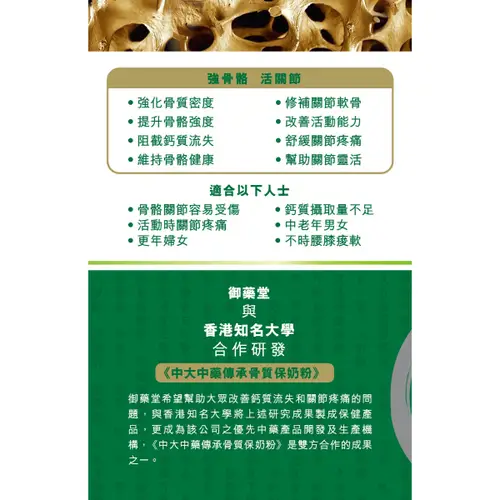 強骨骼 活關節
• 強化骨質密度
• 提升骨骼強度
• 阻截鈣質流失
• 維持骨骼健康
• 修補關節軟骨
• 改善活動能力
• 舒緩關節疼痛
• 幫助關節靈活
適合以下人士
• 骨骼關節容易受傷
• 活動時關節疼痛
• 更年婦女
• 鈣質攝取量不足
• 中老年男女
• 不時腰膝痠軟
御藥堂
與
香港知名大學
合作研發
《中大中藥傳承骨質保奶粉》
御藥堂希望幫助大眾改善鈣質流失和關節疼痛的問
題，與香港知名大學將上述研究成果製成保健產
品，更成為該公司之優先中藥產品開發及生產機
構，《中大中藥傳承骨質保奶粉》是雙方合作的成果
之一。